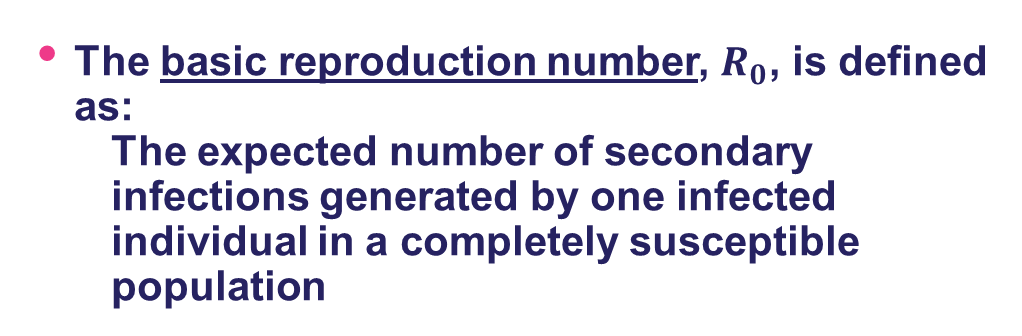 • The basic reproduction number, R₀, is defined
as:
The expected number of secondary
infections generated by one infected
individual in a completely susceptible
population